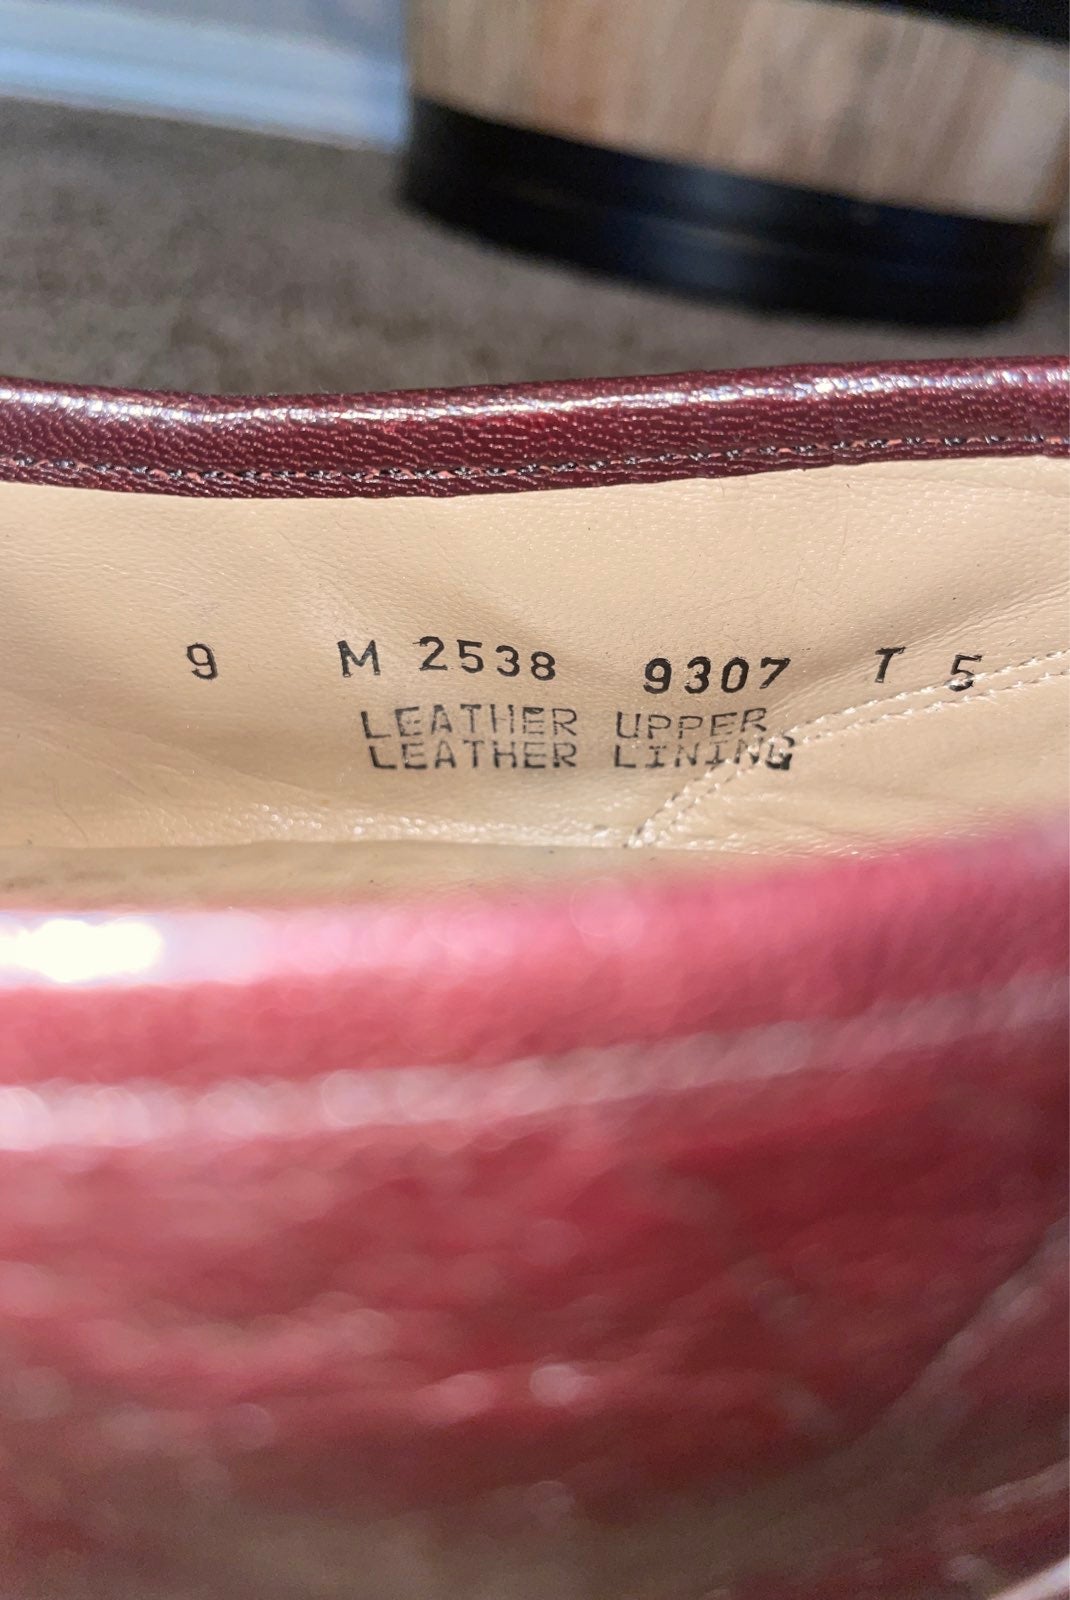 9 M 2538 9307 T 5
LEATHER UPPER
LEATHER LINING